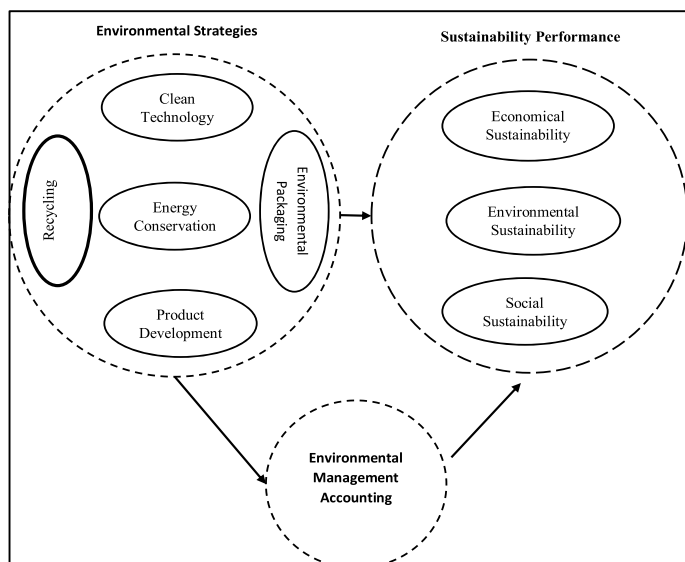 Environmental Strategies
Sustainability Performance
Clean
Technology
Recycling
Energy
Conservation
Environmental
Packaging
Product
Development
Economical
Sustainability
Environmental
Sustainability
Social
Sustainability
Environmental
Management
Accounting